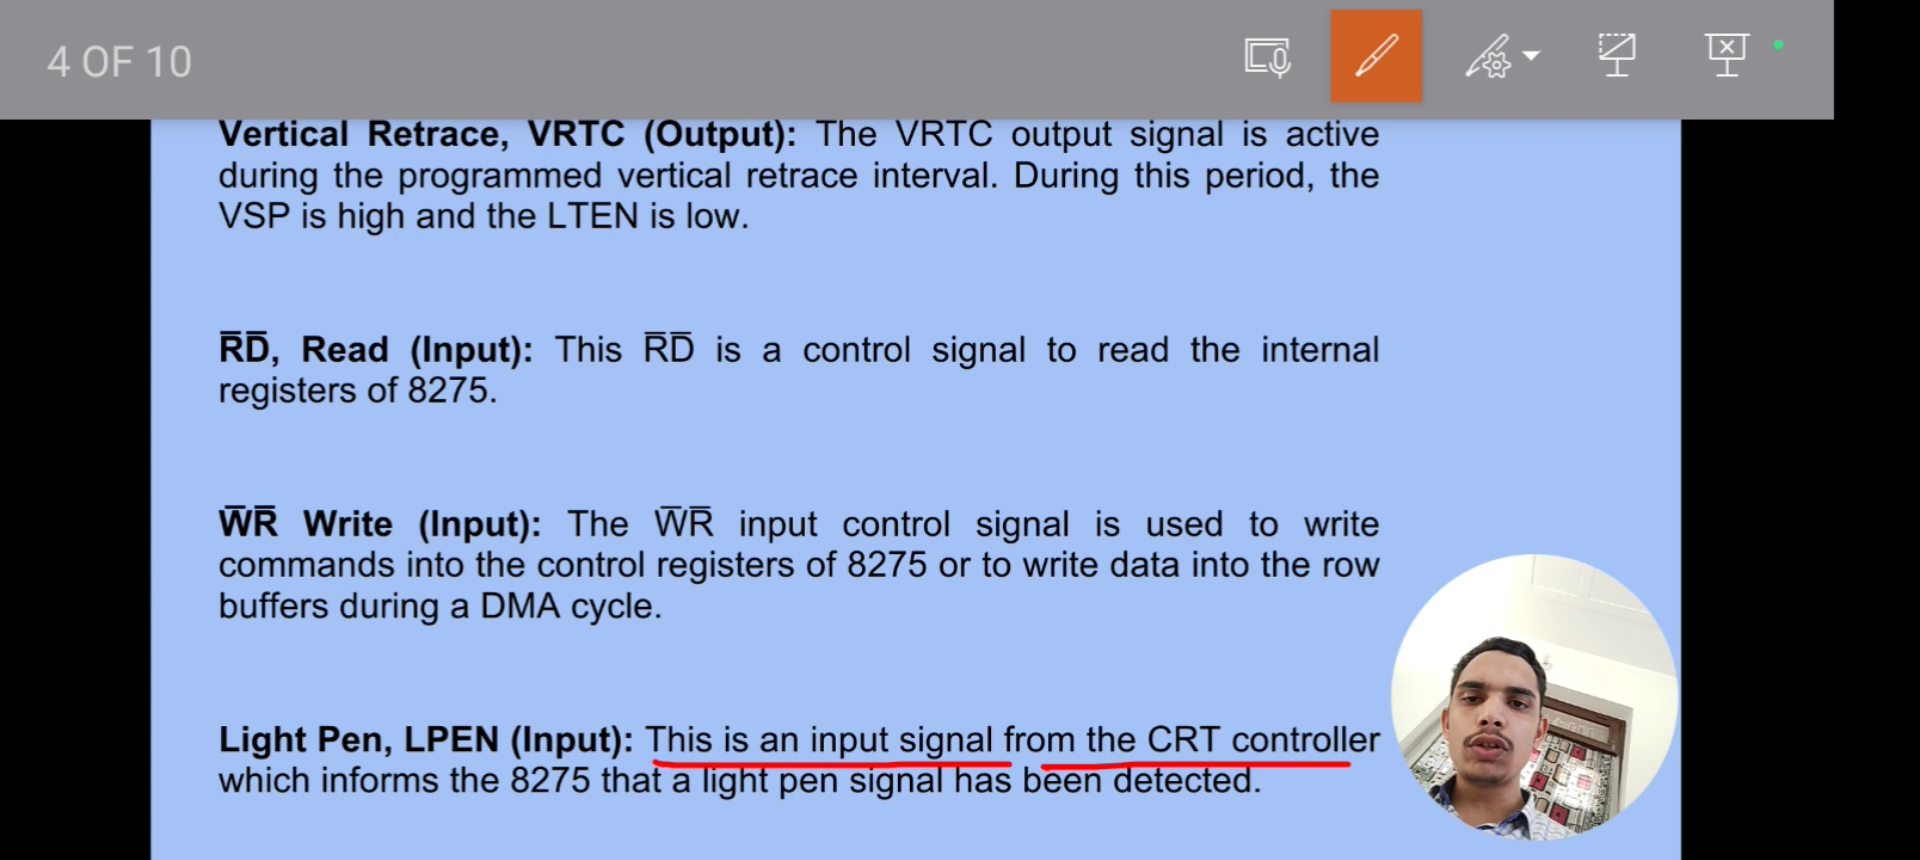 4 OF 10
Vertical Retrace, VRTC (Output): The VRTC output signal is active
during the programmed vertical retrace interval. During this period, the
VSP is high and the LTEN is low.
R̅D̅, Read (Input): This R̅D̅ is a control signal to read the internal
registers of 8275.
W̅R̅ Write (Input): The W̅R̅ input control signal is used to write
commands into the control registers of 8275 or to write data into the row
buffers during a DMA cycle.
Light Pen, LPEN (Input): This is an input signal from the CRT controller
which informs the 8275 that a light pen signal has been detected.